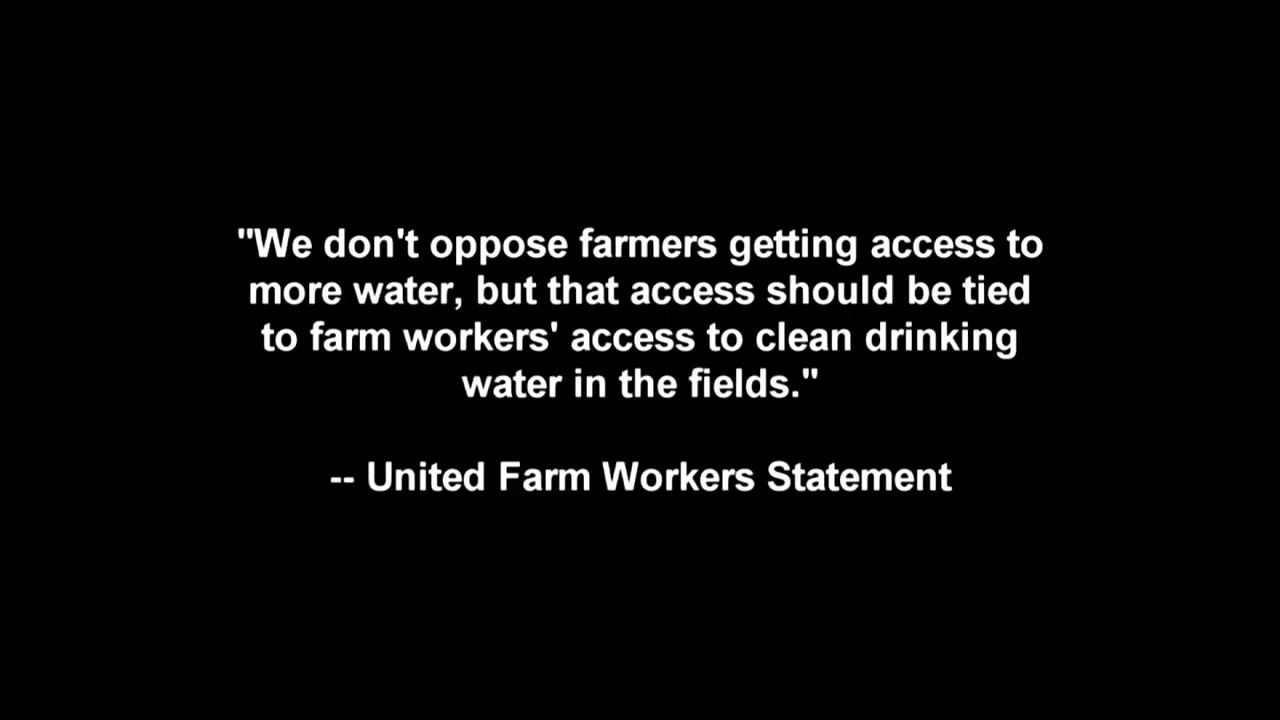 "We don't oppose farmers getting access to
more water, but that access should be tied
to farm workers' access to clean drinking
water in the fields."
-- United Farm Workers Statement